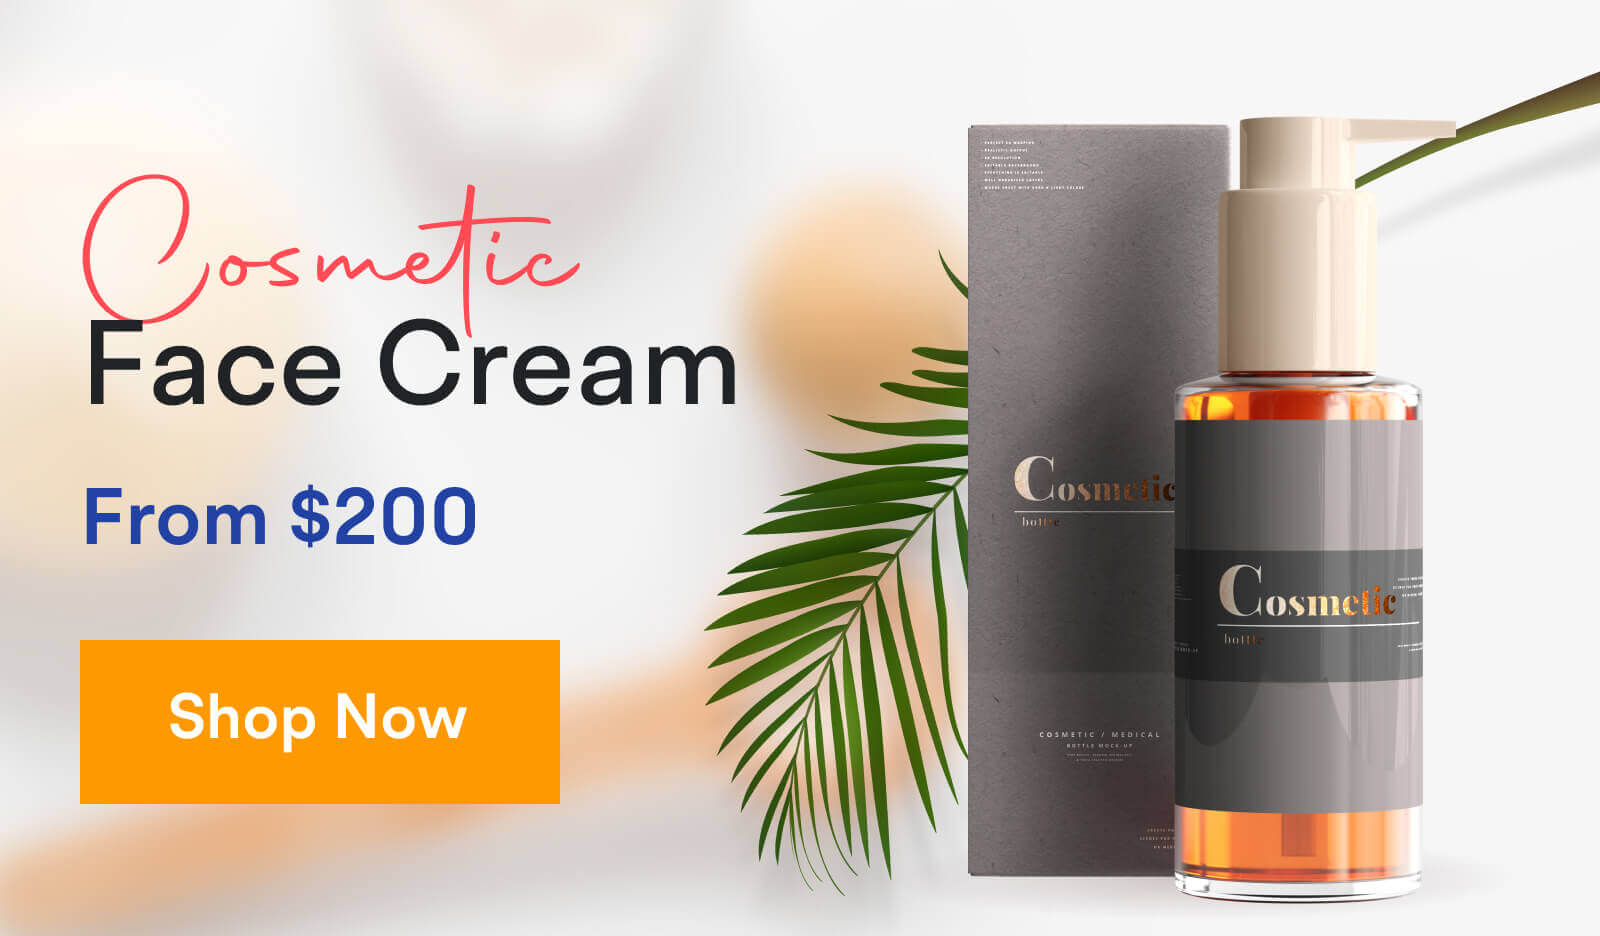 Cosmetic
Face Cream
From $200
Shop Now
Cosmetic
bottle
COSMETIC / MEDICAL
BOTTLE MOCK-UP
Cosmetic
bottle